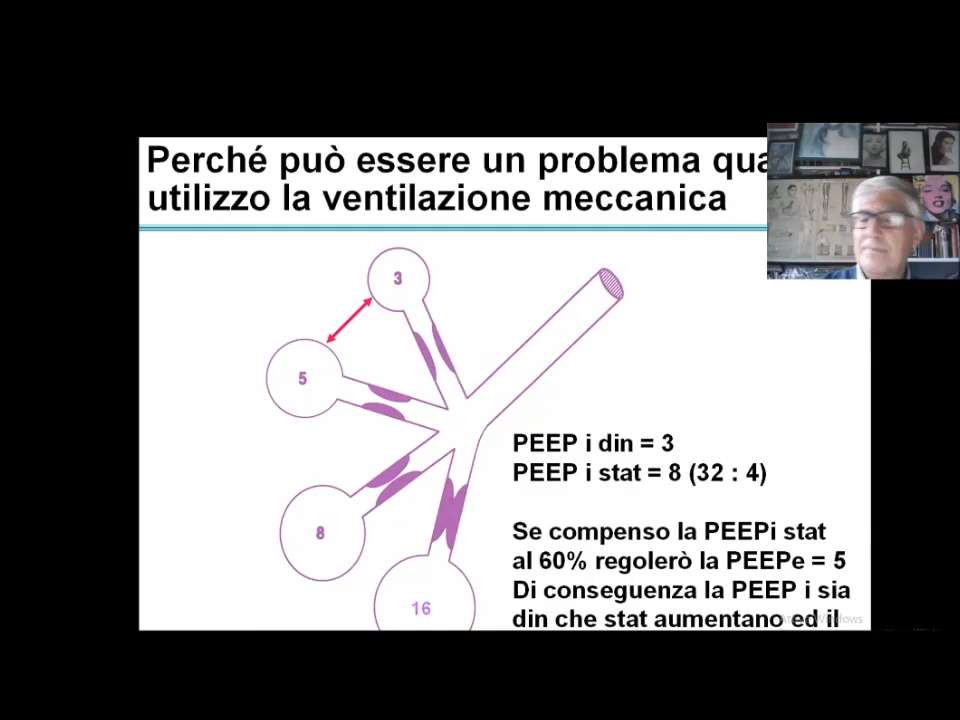 Perché può essere un problema qua
utilizzo la ventilazione meccanica
3
5
8
16
PEEP i din = 3
PEEP i stat = 8 (32 : 4)
Se compenso la PEEPi stat
al 60% regolerò la PEEPe = 5
Di conseguenza la PEEP i sia
din che stat aumentano ed il